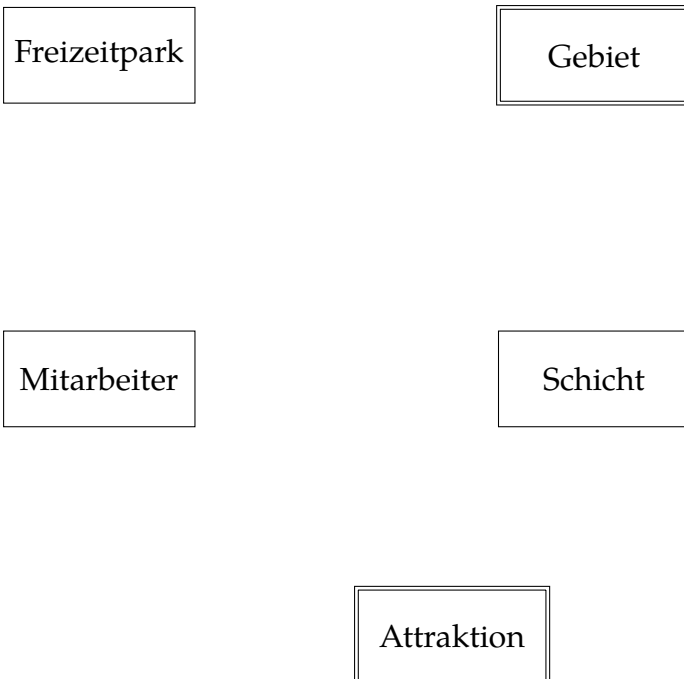 Freizeitpark
Gebiet
Mitarbeiter
Schicht
Attraktion